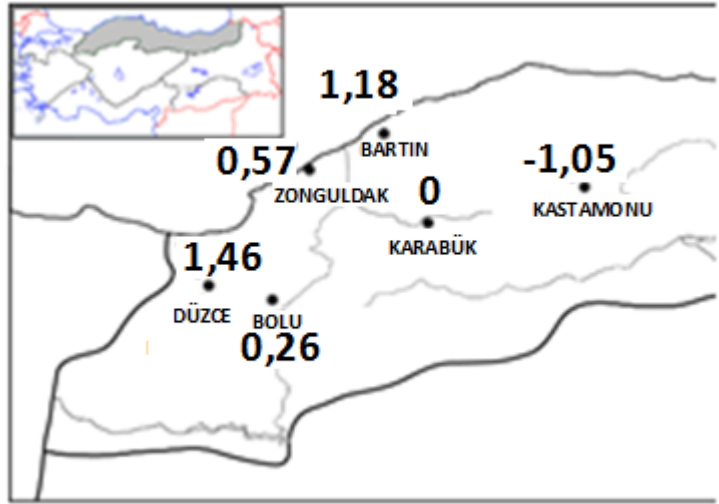 1,18
BARTIN
0,57
ZONGULDAK
-1,05
KASTAMONU
0
KARABÜK
1,46
DÜZCE
BOLU
0,26